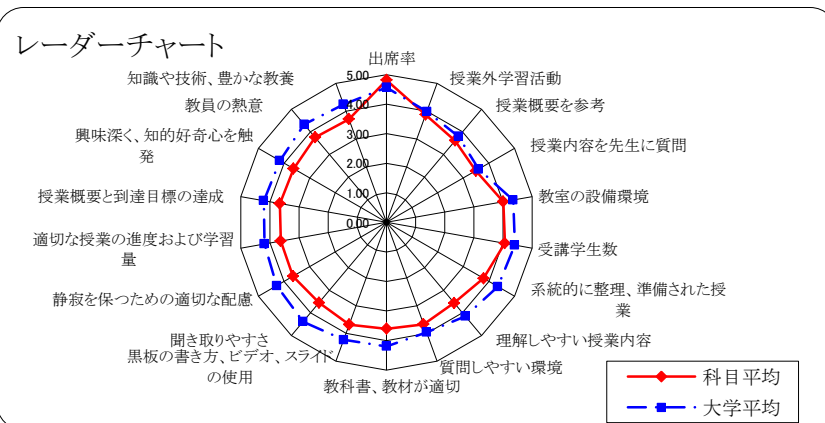 レーダーチャート
出席率
授業外学習活動
授業概要を参考
授業内容を先生に質問
教室の設備環境
受講学生数
系統的に整理、準備された授
業
理解しやすい授業内容
質問しやすい環境
教科書、教材が適切
黒板の書き方、ビデオ、スライド
の使用
聞き取りやすさ
静寂を保つための適切な配慮
適切な授業の進度および学習
量
授業概要と到達目標の達成
興味深く、知的好奇心を触
発
教員の熱意
知識や技術、豊かな教養
5.00
4.00
3.00
2.00
1.00
0.00
科目平均
大学平均